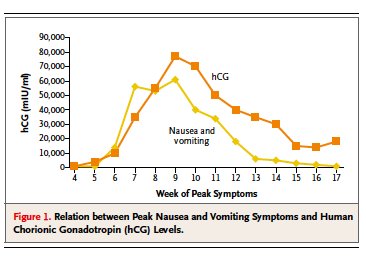 90,000
80,000
70,000
60,000
50,000
40,000
30,000
20,000
10,000
0
hCG (mIU/ml)
hCG
Nausea and
vomiting
4 5 6 7 8 9 10 11 12 13 14 15 16 17
Week of Peak Symptoms
Figure 1. Relation between Peak Nausea and Vomiting Symptoms and Human
Chorionic Gonadotropin (hCG) Levels.